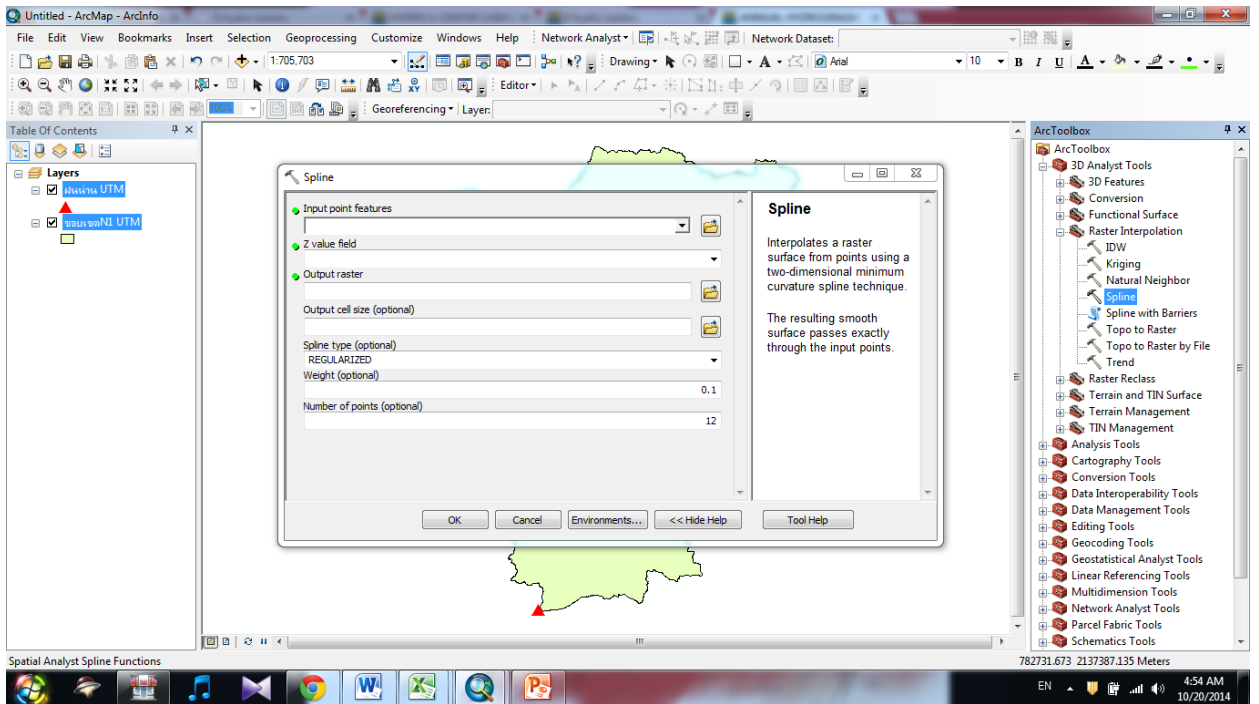 Untitled - ArcMap - ArcInfo
File Edit View Bookmarks Insert Selection Geoprocessing Customize Windows Help Network Analyst Network Dataset:
1:705,703 Drawing A Arial 10 B I U A
Editor
100% Georeferencing Layer:
Table Of Contents
Layers
ฝนน่าน UTM
ขอบเขตN1 UTM
Spline
Input point features
Z value field
Output raster
Output cell size (optional)
Spline type (optional)
REGULARIZED
Weight (optional)
0.1
Number of points (optional)
12
OK Cancel Environments... << Hide Help Tool Help
Spline
Interpolates a raster
surface from points using a
two-dimensional minimum
curvature spline technique.
The resulting smooth
surface passes exactly
through the input points.
ArcToolbox
ArcToolbox
3D Analyst Tools
3D Features
Conversion
Functional Surface
Raster Interpolation
IDW
Kriging
Natural Neighbor
Spline
Spline with Barriers
Topo to Raster
Topo to Raster by File
Trend
Raster Reclass
Terrain and TIN Surface
Terrain Management
TIN Management
Analysis Tools
Cartography Tools
Conversion Tools
Data Interoperability Tools
Data Management Tools
Editing Tools
Geocoding Tools
Geostatistical Analyst Tools
Linear Referencing Tools
Multidimension Tools
Network Analyst Tools
Parcel Fabric Tools
Schematics Tools
Spatial Analyst Spline Functions
782731.673 2137387.135 Meters
EN
4:54 AM
10/20/2014